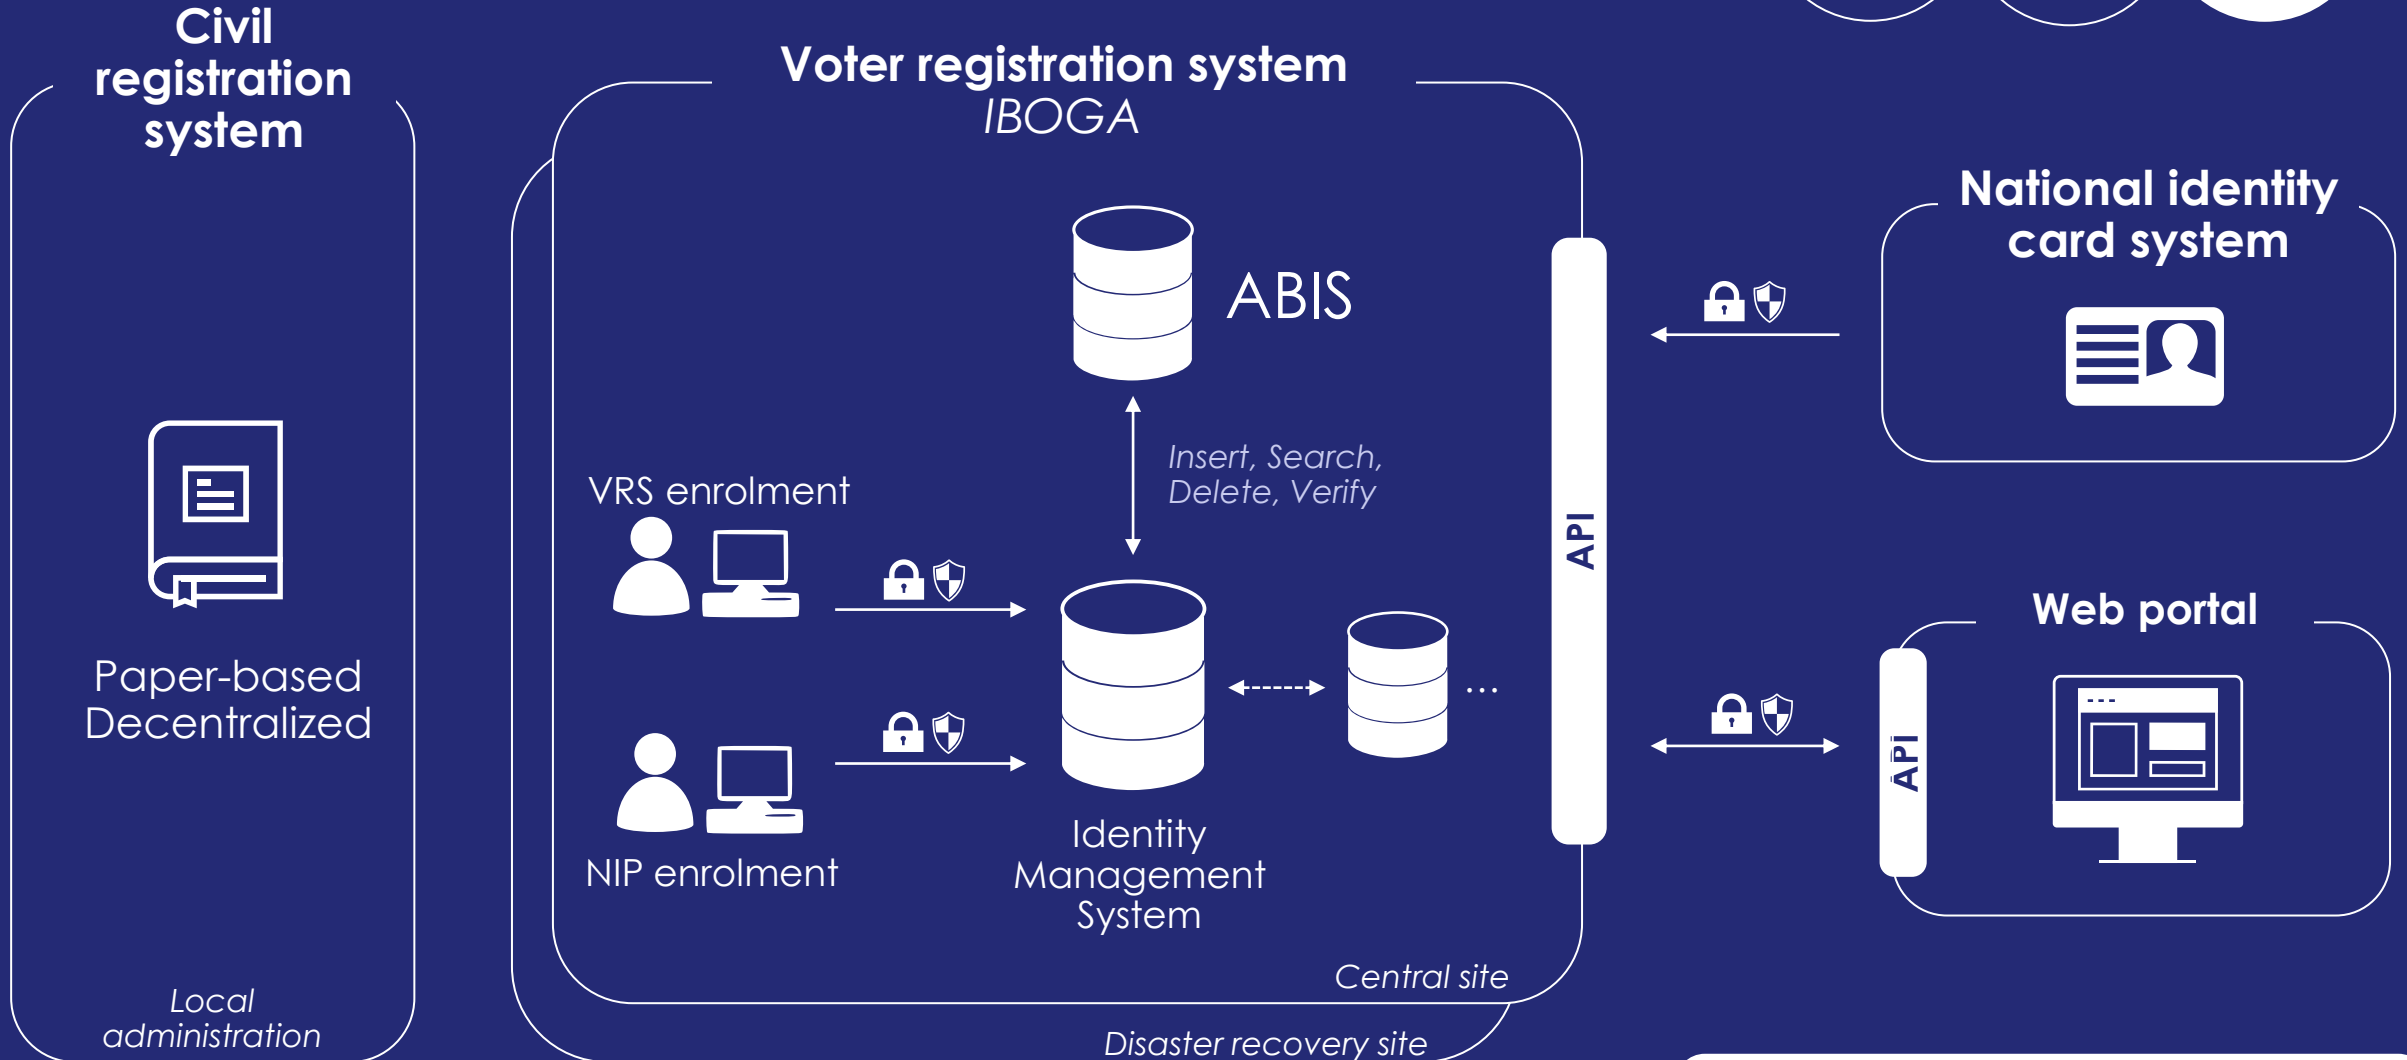 Civil
registration
system
Paper-based
Decentralized
Local
administration
Voter registration system
IBOGA
ABIS
Insert, Search,
Delete, Verify
VRS enrolment
NIP enrolment
Identity
Management
System
...
Central site
Disaster recovery site
API
National identity
card system
Web portal
API